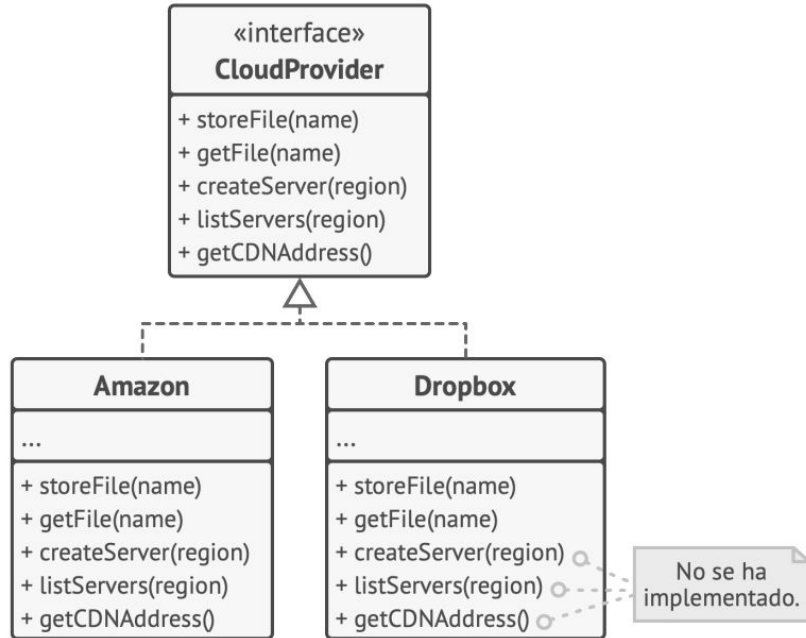 «interface»
CloudProvider
+ storeFile(name)
+ getFile(name)
+ createServer(region)
+ listServers(region)
+ getCDNAddress()
Amazon
...
+ storeFile(name)
+ getFile(name)
+ createServer(region)
+ listServers(region)
+ getCDNAddress()
Dropbox
...
+ storeFile(name)
+ getFile(name)
+ createServer(region)
+ listServers(region)
+ getCDNAddress()
No se ha
implementado.